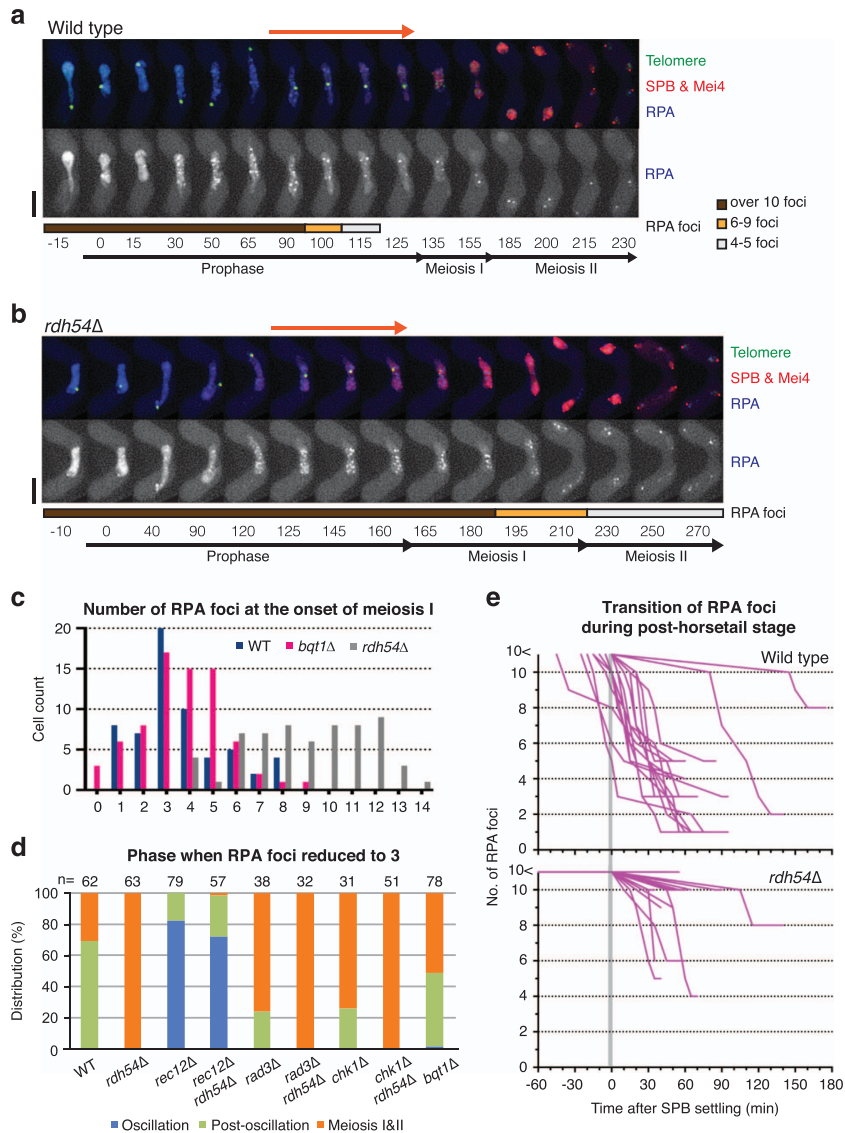 a
Wild type
Telomere
SPB & Mei4
RPA
RPA
over 10 foci
6-9 foci
4-5 foci
RPA foci
-15 0 15 30 50 65 90 100 115 125 135 155 185 200 215 230
Prophase Meiosis I Meiosis II
b
rdh54Δ
Telomere
SPB & Mei4
RPA
RPA
RPA foci
-10 0 40 90 120 125 145 160 165 180 195 210 230 250 270
Prophase Meiosis I Meiosis II
c
Number of RPA foci at the onset of meiosis I
WT bqt1Δ rdh54Δ
Cell count
20
15
10
5
0
0 1 2 3 4 5 6 7 8 9 10 11 12 13 14
d
Phase when RPA foci reduced to 3
n= 62 63 79 57 38 32 31 51 78
Distribution (%)
100
80
60
40
20
0
WT
rdh54Δ
rec12Δ
rec12Δ rdh54Δ
rad3Δ
rad3Δ rdh54Δ
chk1Δ
chk1Δ rdh54Δ
bqt1Δ
Oscillation Post-oscillation Meiosis I&II
e
Transition of RPA foci
during post-horsetail stage
Wild type
10<
10
8
6
4
2
0
No. of RPA foci
rdh54Δ
10<
10
8
6
4
2
0
-60 -30 0 30 60 90 120 150 180
Time after SPB settling (min)